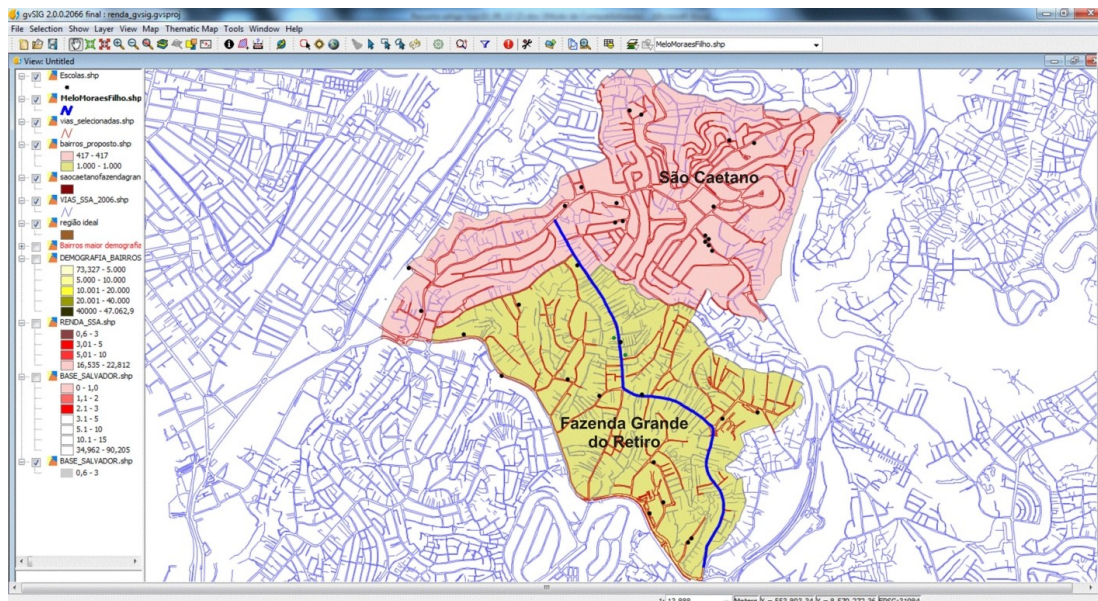 gvSIG 2.0.0.2066 final : renda_gvsig.gvsproj
File Selection Show Layer View Map Thematic Map Tools Window Help
MeloMoraesFilho.shp
View: Untitled
Escolas.shp
MeloMoraesFilho.shp
vias_selecionadas.shp
bairros_proposto.shp
417 - 417
1.000 - 1.000
saocaetanofazendagran
VIAS_SSA_2006.shp
região ideal
Bairros maior demografie
DEMOGRAFIA_BAIRROS
73,327 - 5.000
5.000 - 10.000
10.001 - 20.000
20.001 - 40.000
40000 - 47.062,9
RENDA_SSA.shp
0,6 - 3
3,01 - 5
5,01 - 10
16,535 - 22,812
BASE_SALVADOR.shp
0 - 1,0
1,1 - 2
2.1 - 3
3.1 - 5
5.1 - 10
10.1 - 15
34,962 - 90,205
BASE_SALVADOR.shp
0,6 - 3
São Caetano
Fazenda Grande
do Retiro